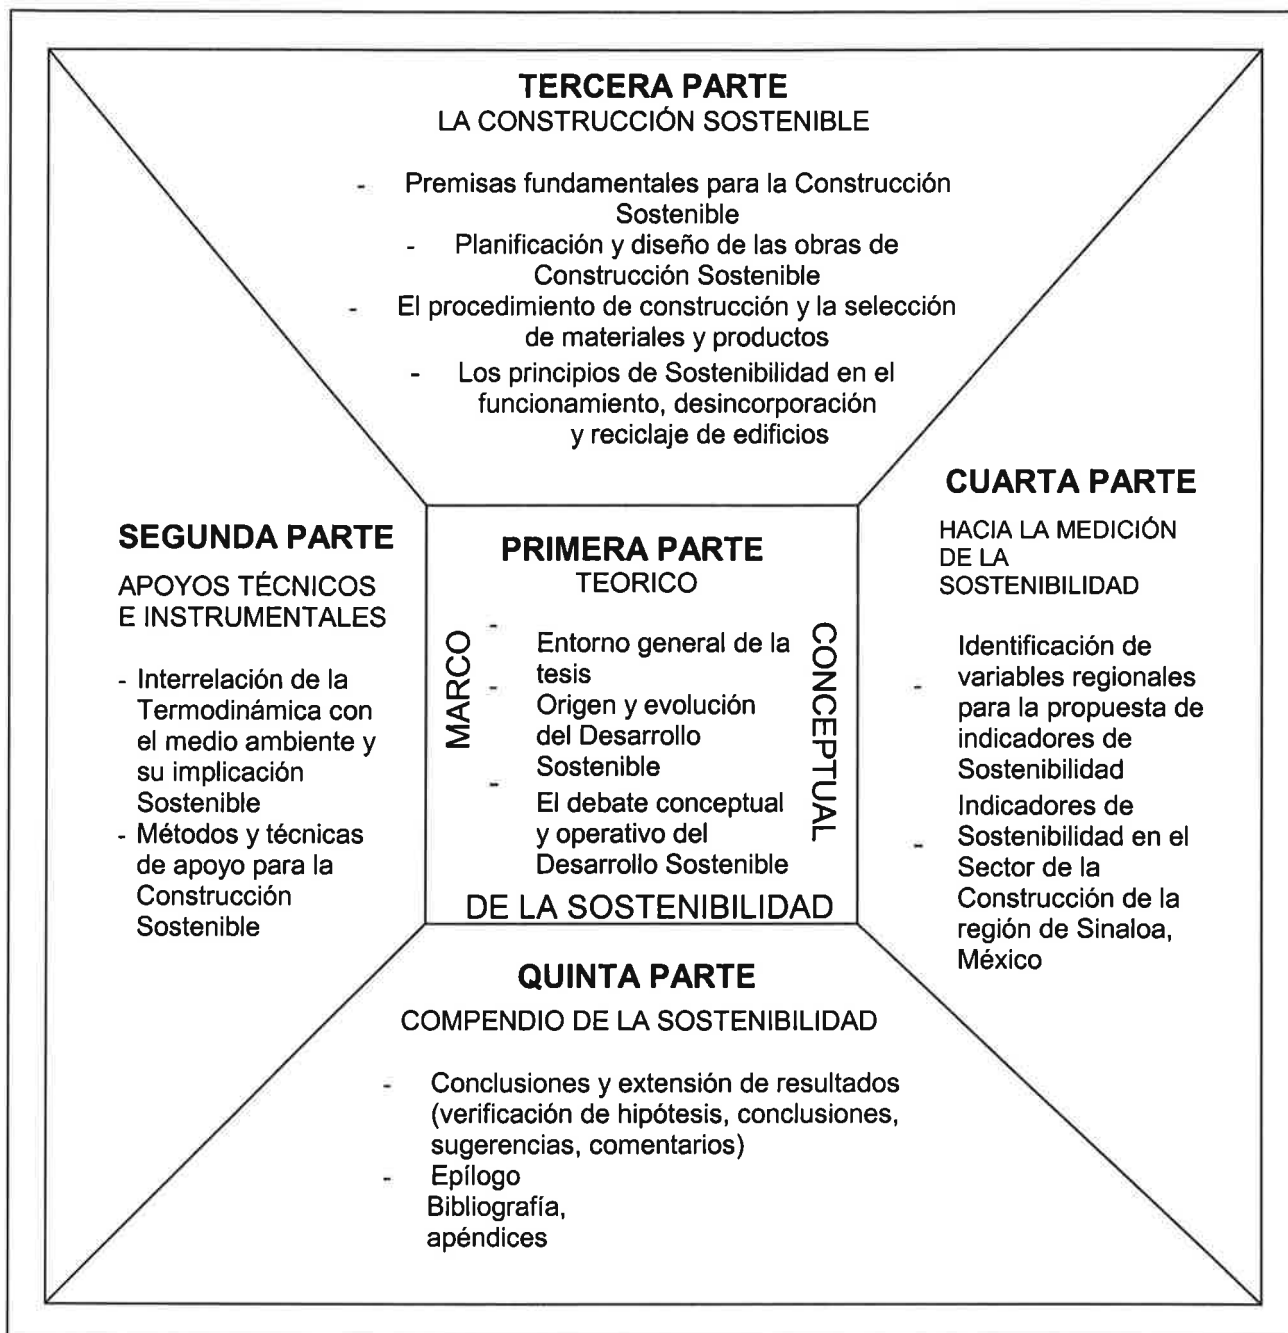 TERCERA PARTE
LA CONSTRUCCIÓN SOSTENIBLE
- Premisas fundamentales para la Construcción
Sostenible
- Planificación y diseño de las obras de
Construcción Sostenible
- El procedimiento de construcción y la selección
de materiales y productos
- Los principios de Sostenibilidad en el
funcionamiento, desincorporación
y reciclaje de edificios
SEGUNDA PARTE
APOYOS TÉCNICOS
E INSTRUMENTALES
- Interrelación de la
Termodinámica con
el medio ambiente y
su implicación
Sostenible
- Métodos y técnicas
de apoyo para la
Construcción
Sostenible
PRIMERA PARTE
TEORICO
MARCO
- Entorno general de la
tesis
- Origen y evolución
del Desarrollo
Sostenible
- El debate conceptual
y operativo del
Desarrollo Sostenible
CONCEPTUAL
DE LA SOSTENIBILIDAD
CUARTA PARTE
HACIA LA MEDICIÓN
DE LA
SOSTENIBILIDAD
- Identificación de
variables regionales
para la propuesta de
indicadores de
Sostenibilidad
- Indicadores de
Sostenibilidad en el
Sector de la
Construcción de la
región de Sinaloa,
México
QUINTA PARTE
COMPENDIO DE LA SOSTENIBILIDAD
- Conclusiones y extensión de resultados
(verificación de hipótesis, conclusiones,
sugerencias, comentarios)
- Epílogo
Bibliografía,
apéndices